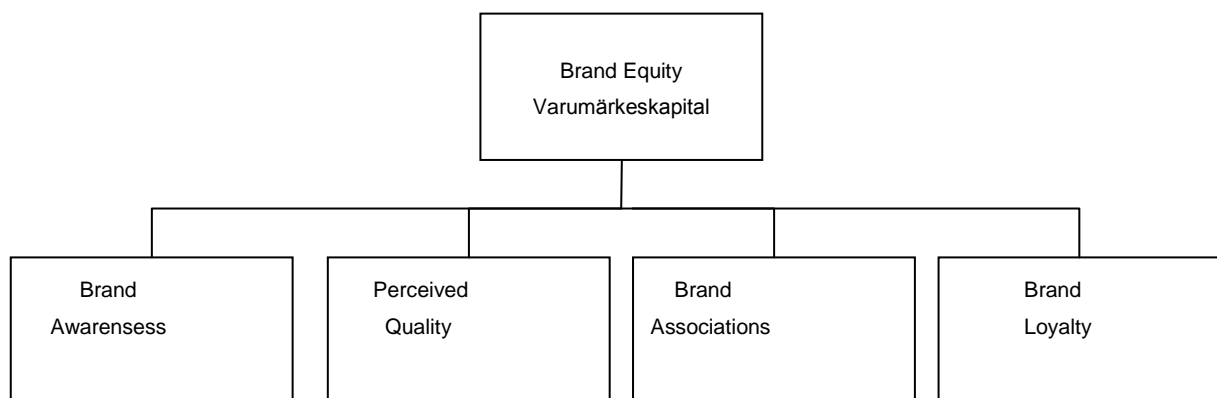 Brand Equity
Varumärkeskapital
Brand
Awarensess
Perceived
Quality
Brand
Associations
Brand
Loyalty